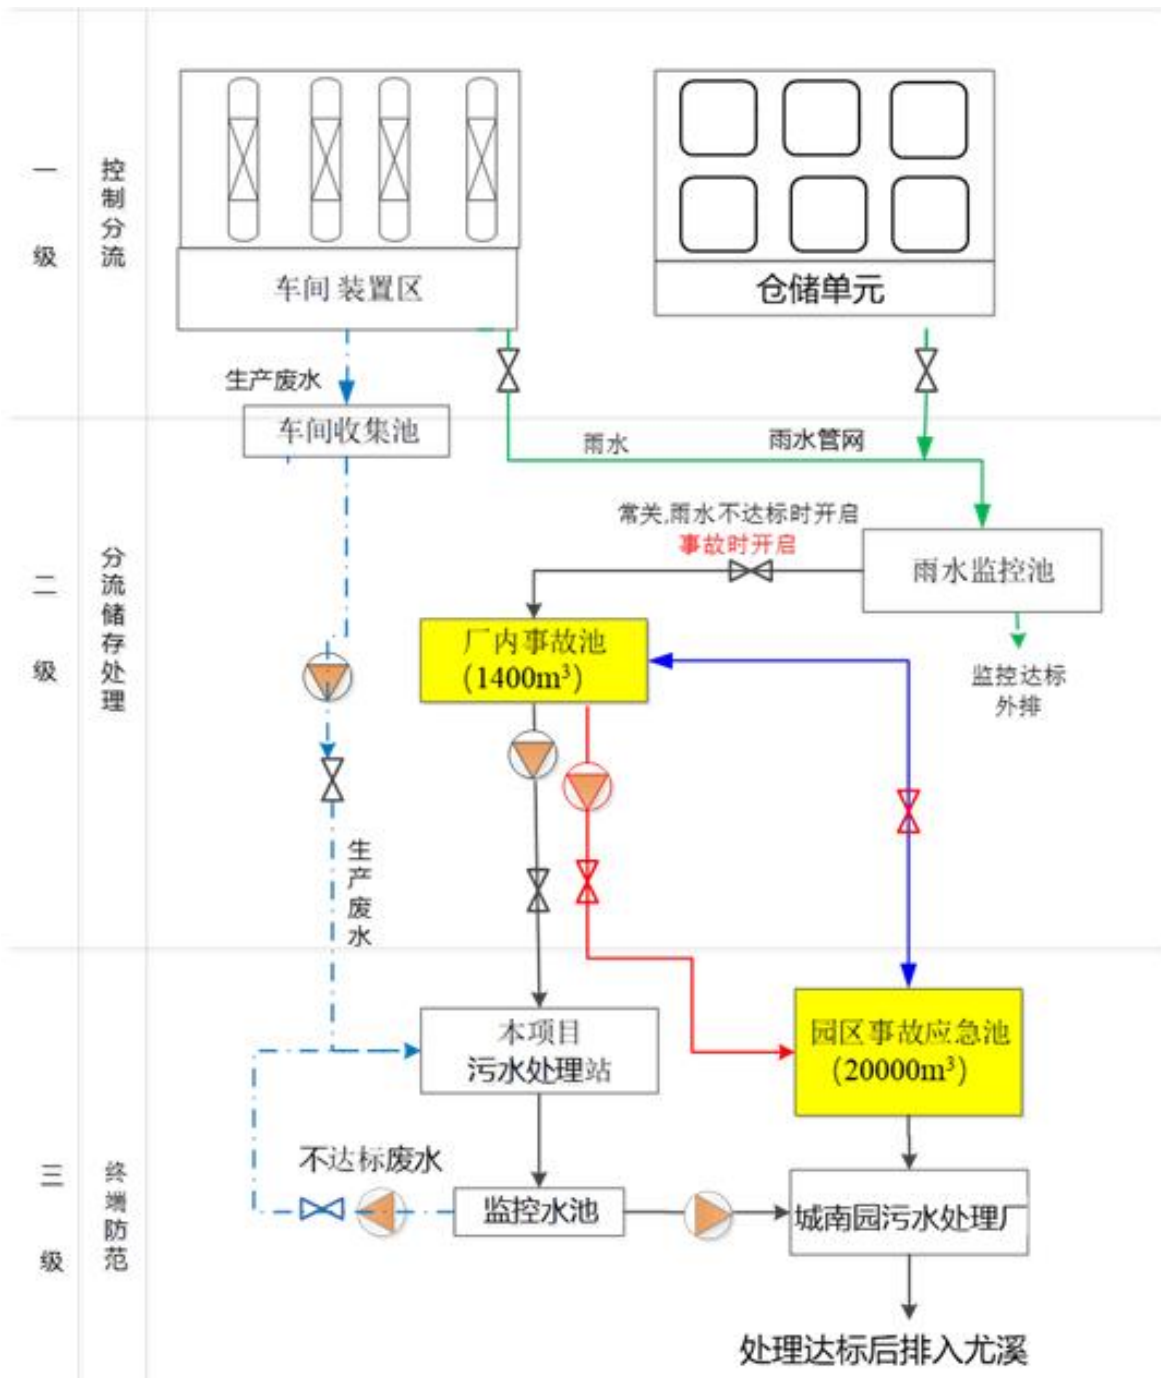 一级
控制分流
车间 装置区
仓储单元
生产废水
车间收集池
雨水
雨水管网
二级
分流储存处理
常关,雨水不达标时开启
事故时开启
雨水监控池
厂内事故池
（1400m³）
监控达标
外排
生产废水
三级
终端防范
本项目
污水处理站
园区事故应急池
（20000m³）
不达标废水
监控水池
城南园污水处理厂
处理达标后排入尤溪